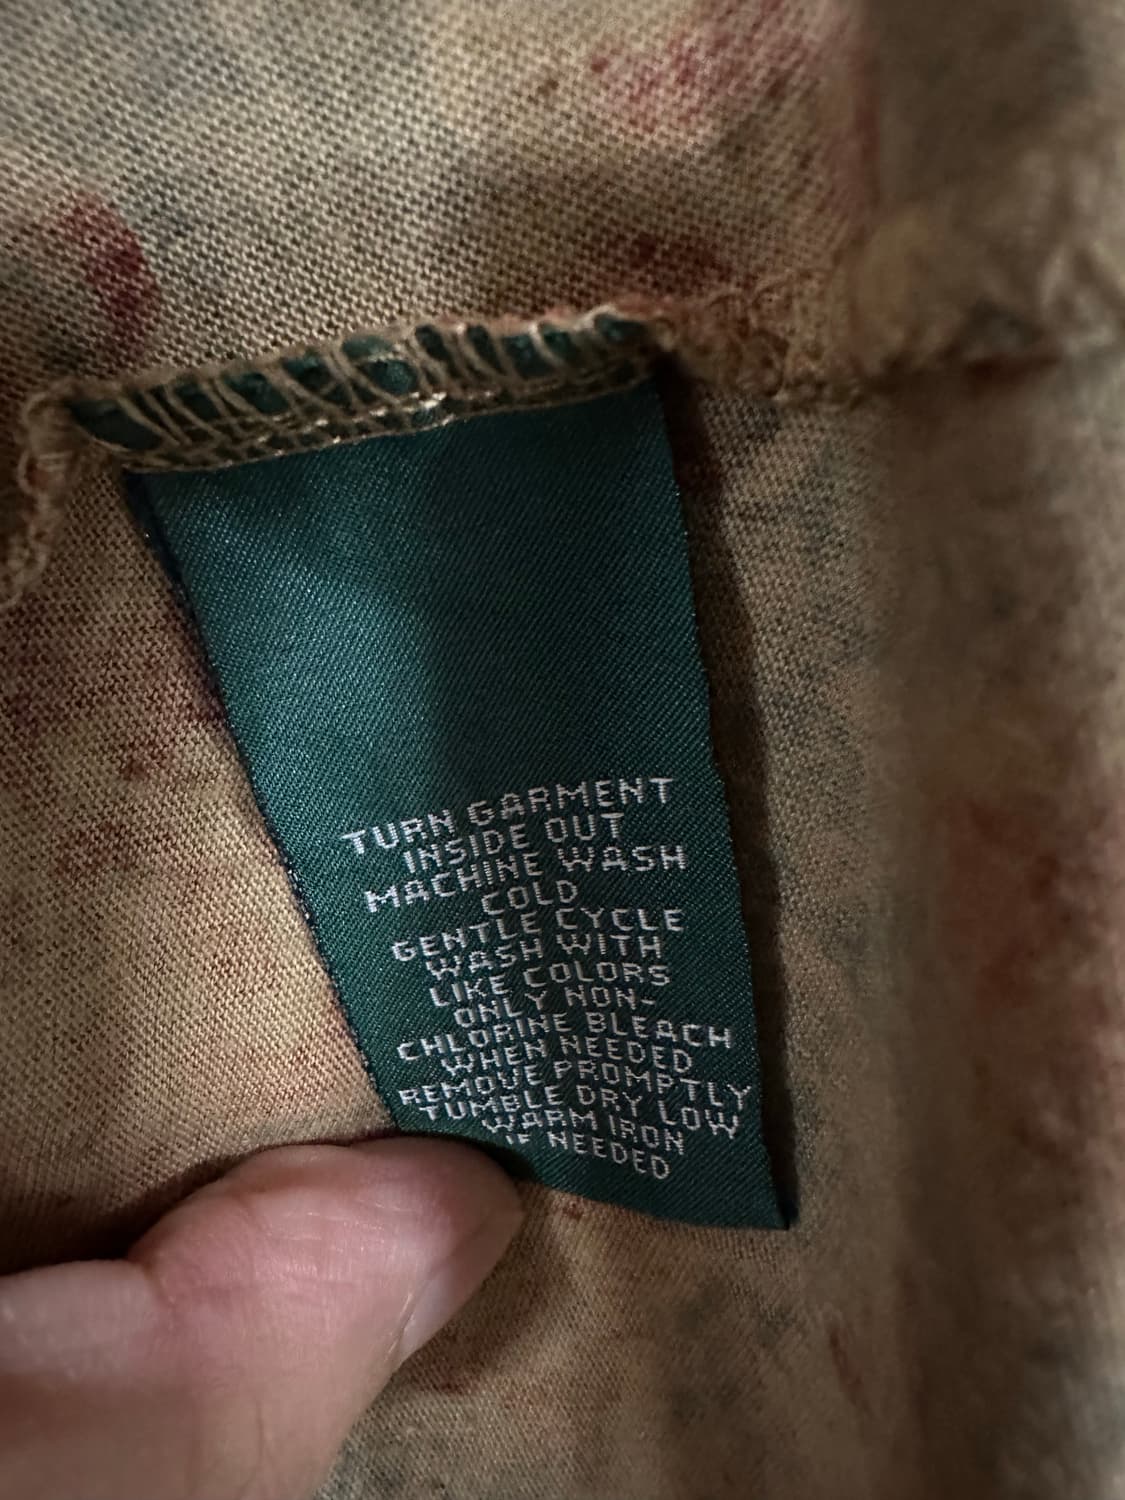 TURN GARMENT
INSIDE OUT
MACHINE WASH
COLD
GENTLE CYCLE
WASH WITH
LIKE COLORS
ONLY NON-
CHLORINE BLEACH
WHEN NEEDED
REMOVE PROMPTLY
TUMBLE DRY LOW
WARM IRON
IF NEEDED